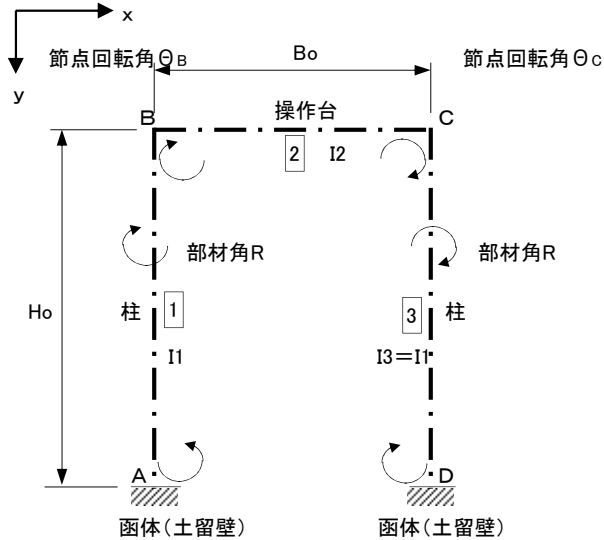 x
y
節点回転角θB
Bo
節点回転角θC
B
操作台
C
2
I2
部材角R
部材角R
Ho
柱
1
3
柱
I1
I3=I1
A
D
函体(土留壁)
函体(土留壁)